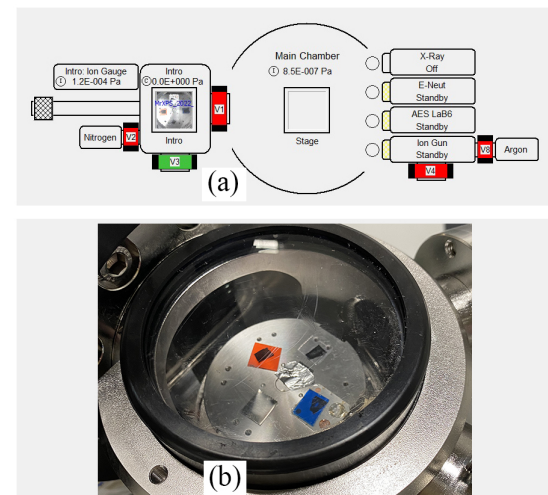 Intro: Ion Gauge
I 1.2E-004 Pa
Intro
C 0.0E+000 Pa
MrXPS_2022_
Intro
V1
Nitrogen
V2
V3
Main Chamber
I 8.5E-007 Pa
Stage
X-Ray
Off
E-Neut
Standby
AES LaB6
Standby
Ion Gun
Standby
V8
Argon
V4
(a)
(b)